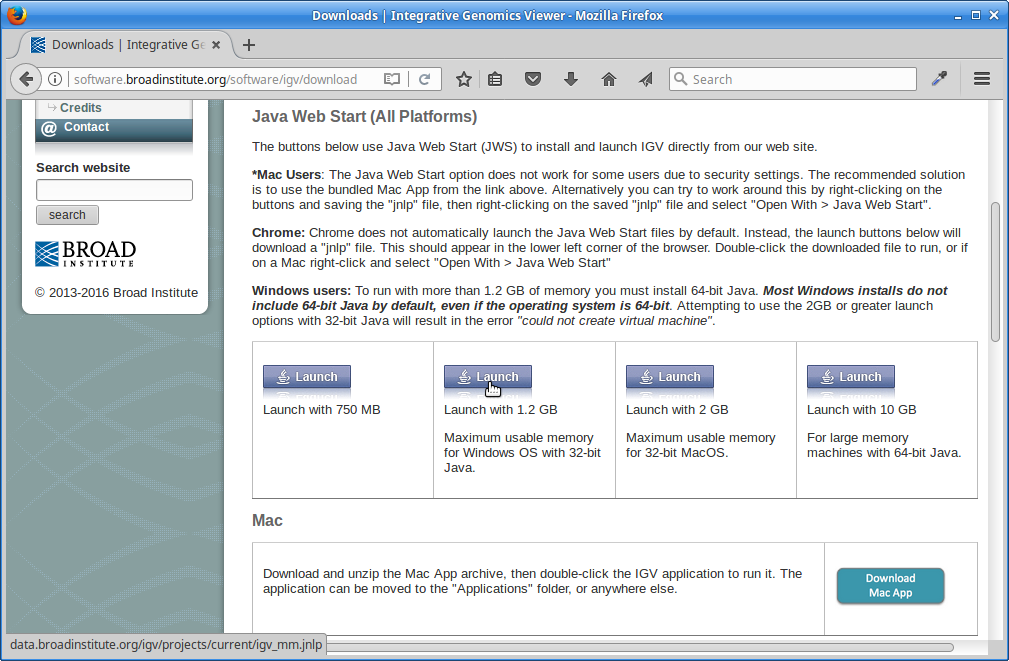 Downloads | Integrative Genomics Viewer - Mozilla Firefox
Downloads | Integrative Ge
software.broadinstitute.org/software/igv/download
Search
Credits
@ Contact
Search website
search
BROAD
INSTITUTE
© 2013-2016 Broad Institute
Java Web Start (All Platforms)
The buttons below use Java Web Start (JWS) to install and launch IGV directly from our web site.
*Mac Users: The Java Web Start option does not work for some users due to security settings. The recommended solution
is to use the bundled Mac App from the link above. Alternatively you can try to work around this by right-clicking on the
buttons and saving the "jnlp" file, then right-clicking on the saved "jnlp" file and select "Open With > Java Web Start".
Chrome: Chrome does not automatically launch the Java Web Start files by default. Instead, the launch buttons below will
download a "jnlp" file. This should appear in the lower left corner of the browser. Double-click the downloaded file to run, or if
on a Mac right-click and select "Open With > Java Web Start"
Windows users: To run with more than 1.2 GB of memory you must install 64-bit Java. Most Windows installs do not
include 64-bit Java by default, even if the operating system is 64-bit. Attempting to use the 2GB or greater launch
options with 32-bit Java will result in the error "could not create virtual machine".
Launch
Launch with 750 MB
Launch
Launch with 1.2 GB
Maximum usable memory
for Windows OS with 32-bit
Java.
Launch
Launch with 2 GB
Maximum usable memory
for 32-bit MacOS.
Launch
Launch with 10 GB
For large memory
machines with 64-bit Java.
Mac
Download and unzip the Mac App archive, then double-click the IGV application to run it. The
application can be moved to the "Applications" folder, or anywhere else.
Download
Mac App
data.broadinstitute.org/igv/projects/current/igv_mm.jnlp